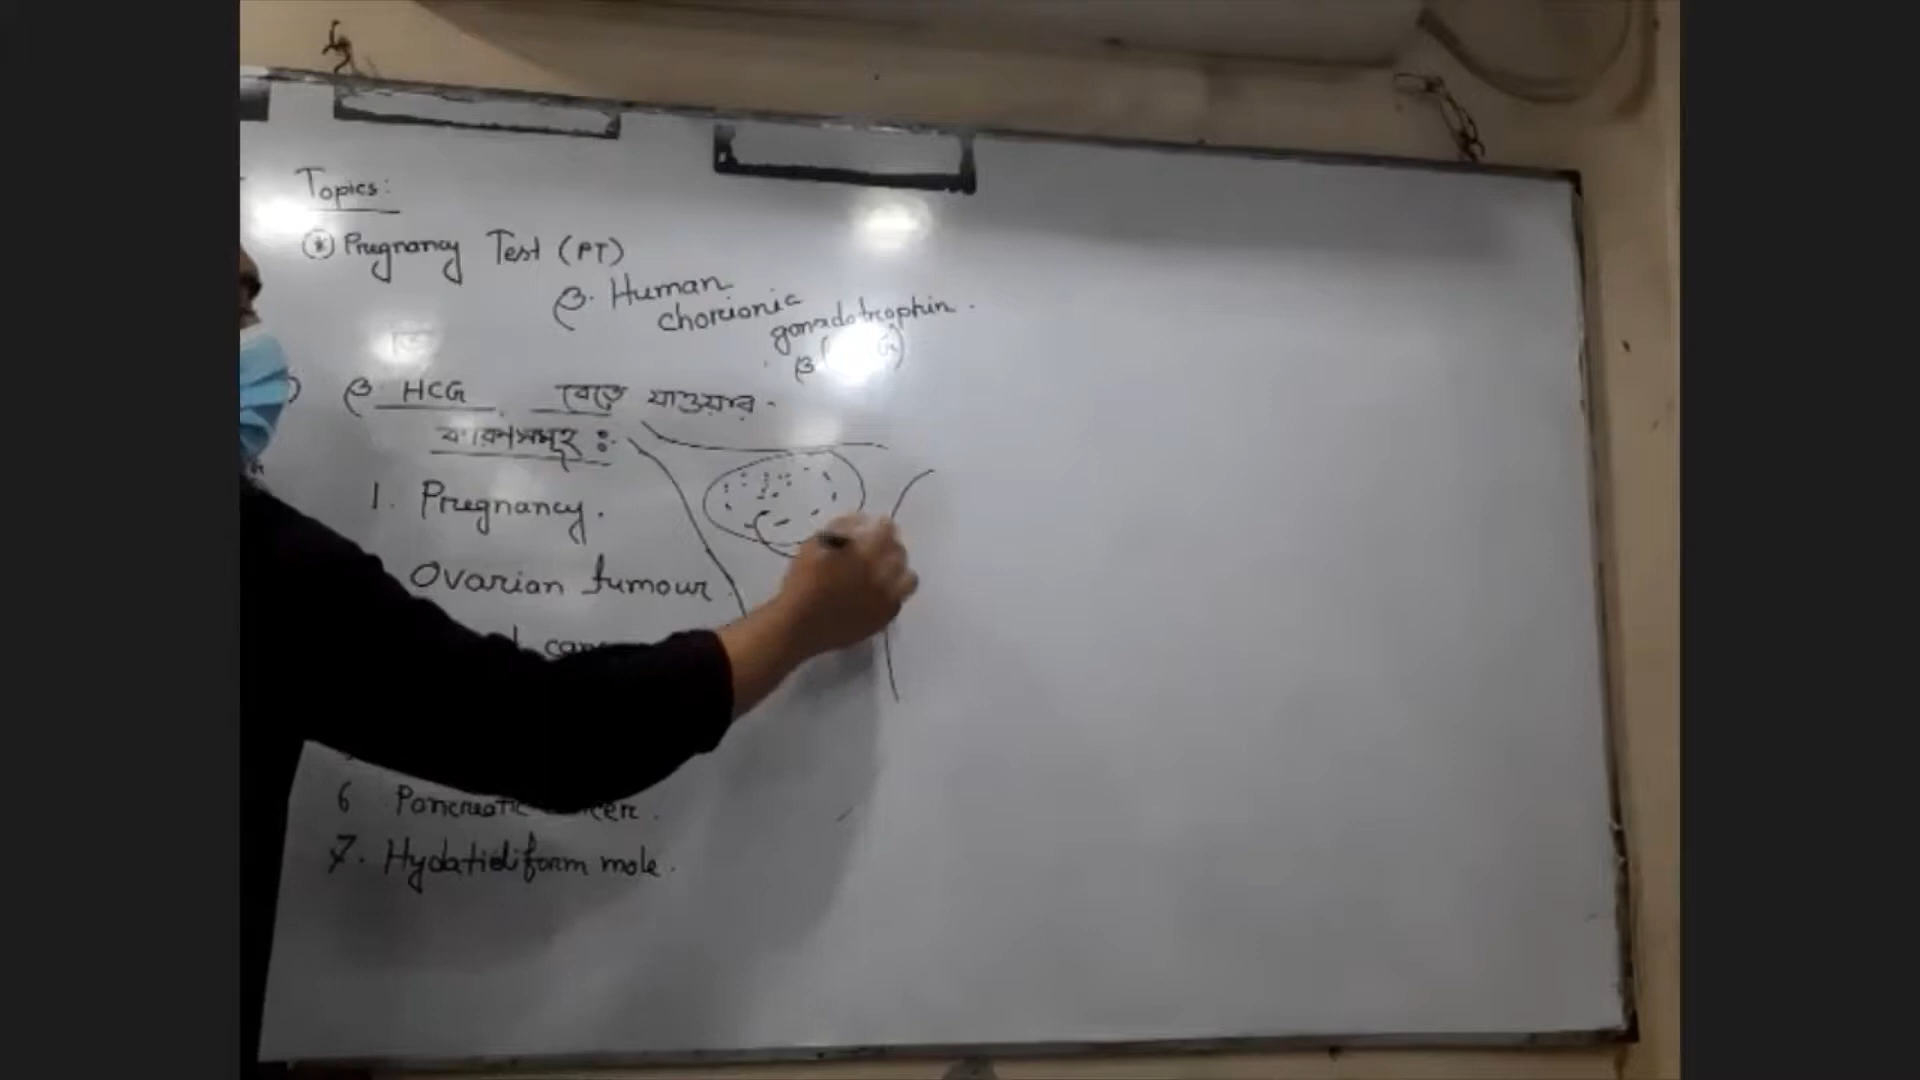 Topics:
* Pregnancy Test (PT)
β. Human
chorionic
gonadotrophin.
β HCG বেড়ে যাওয়ার -
কারণসমূহ :
1. Pregnancy.
Ovarian tumour
6 Pancreatic
7. Hydatidiform mole.